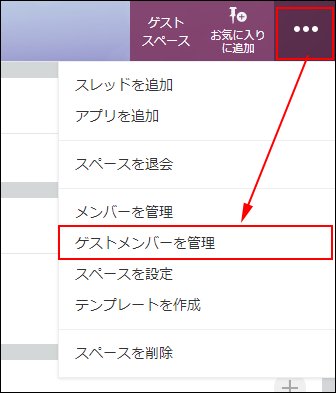 ゲスト
スペース
お気に入り
に追加
スレッドを追加
アプリを追加
スペースを退会
メンバーを管理
ゲストメンバーを管理
スペースを設定
テンプレートを作成
スペースを削除